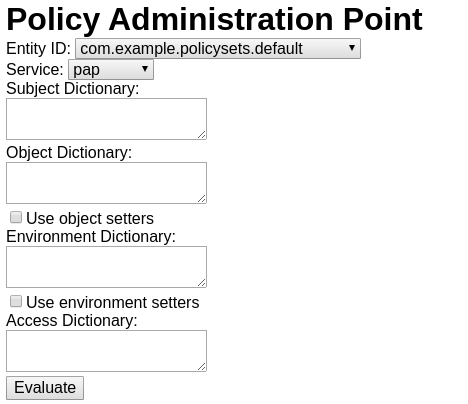 Policy Administration Point
Entity ID: com.example.policysets.default
Service: pap
Subject Dictionary:
Object Dictionary:
Use object setters
Environment Dictionary:
Use environment setters
Access Dictionary:
Evaluate